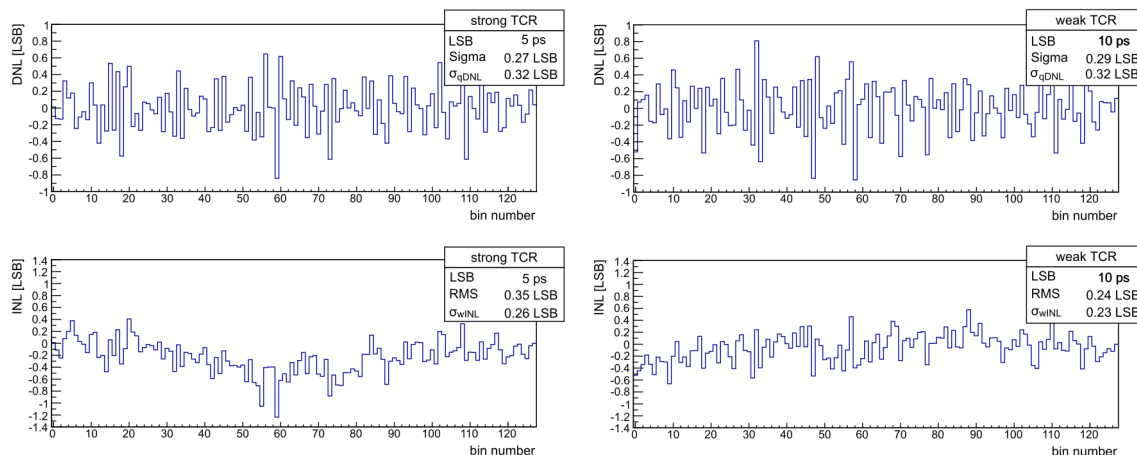 strong TCR
LSB 5 ps
Sigma 0.27 LSB
σqDNL 0.32 LSB
DNL [LSB]
1
0.8
0.6
0.4
0.2
0
-0.2
-0.4
-0.6
-0.8
-1
0 10 20 30 40 50 60 70 80 90 100 110 120
bin number
weak TCR
LSB 10 ps
Sigma 0.29 LSB
σqDNL 0.32 LSB
DNL [LSB]
1
0.8
0.6
0.4
0.2
0
-0.2
-0.4
-0.6
-0.8
-1
0 10 20 30 40 50 60 70 80 90 100 110 120
bin number
strong TCR
LSB 5 ps
RMS 0.35 LSB
σwINL 0.26 LSB
INL [LSB]
1.4
1.2
1
0.8
0.6
0.4
0.2
0
-0.2
-0.4
-0.6
-0.8
-1
-1.2
-1.4
0 10 20 30 40 50 60 70 80 90 100 110 120
bin number
weak TCR
LSB 10 ps
RMS 0.24 LSB
σwINL 0.23 LSB
INL [LSB]
1.4
1.2
1
0.8
0.6
0.4
0.2
0
-0.2
-0.4
-0.6
-0.8
-1
-1.2
-1.4
0 10 20 30 40 50 60 70 80 90 100 110 120
bin number